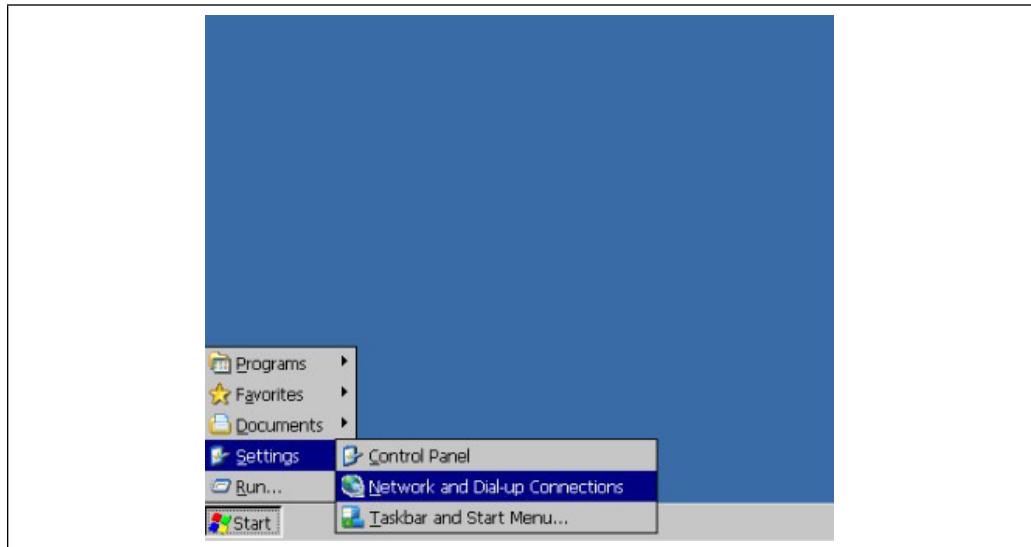 Programs
Favorites
Documents
Settings
Run...
Control Panel
Network and Dial-up Connections
Taskbar and Start Menu...
Start